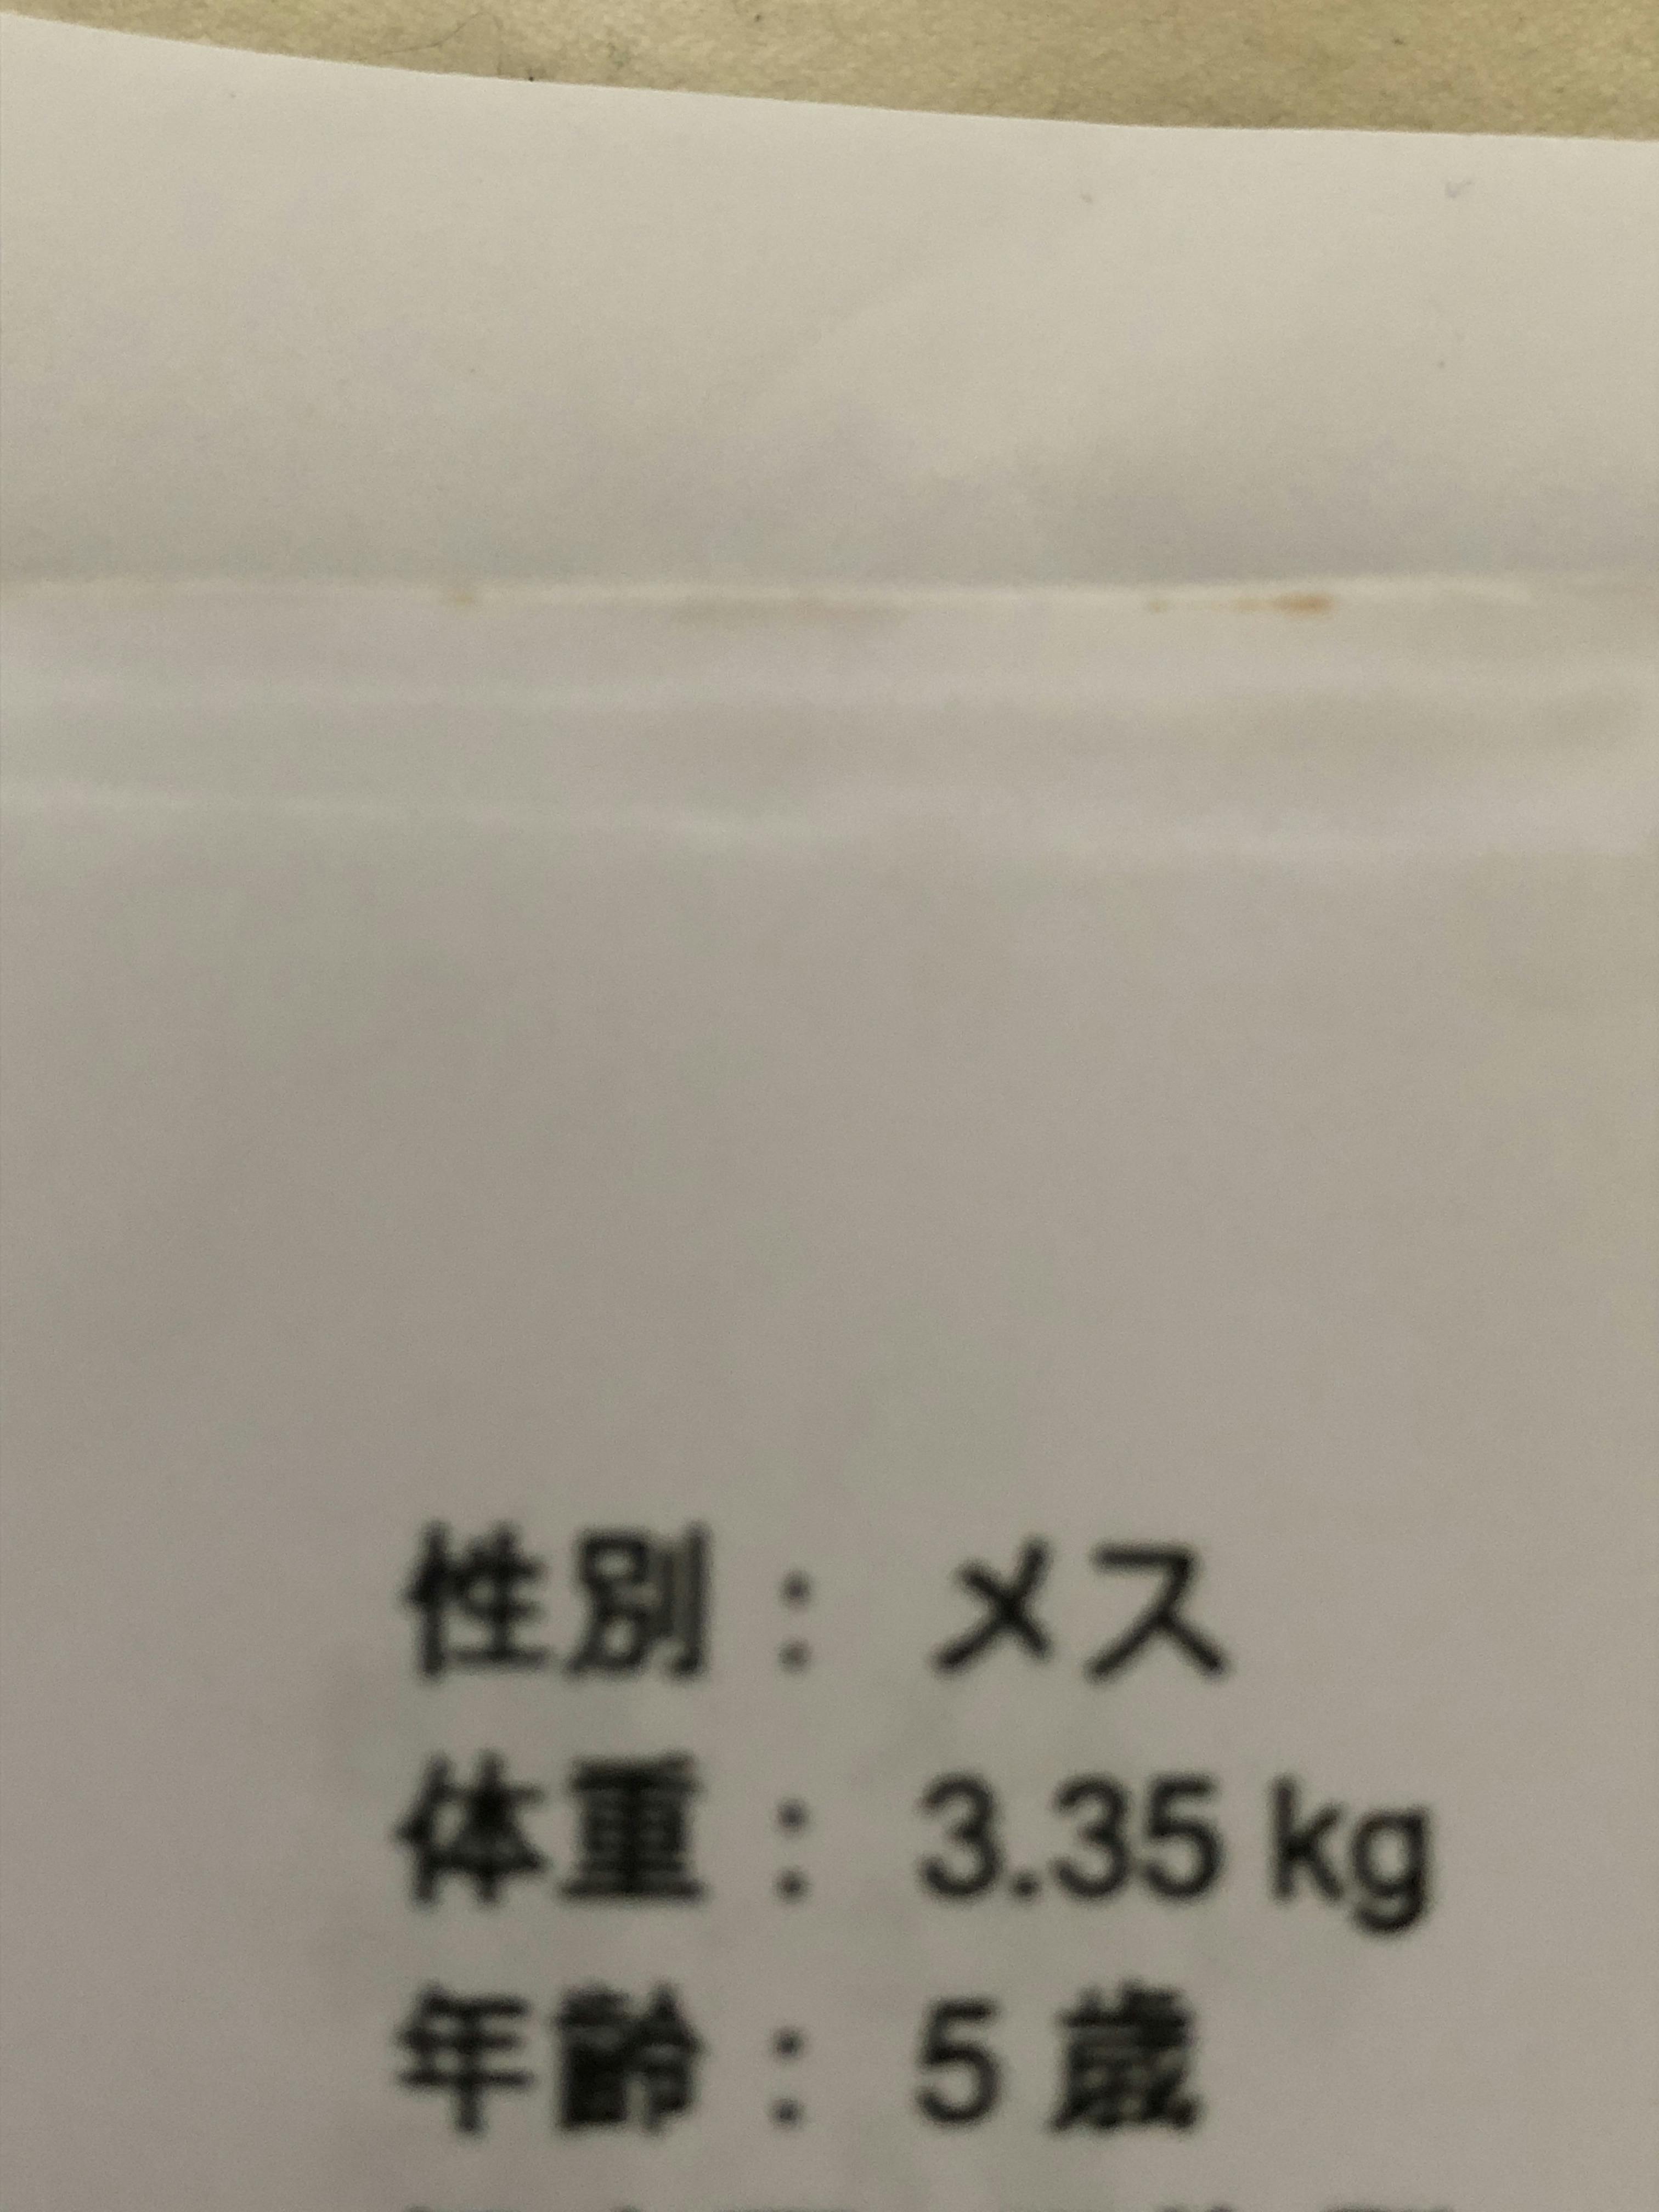 性別： メス
体重： 3.35 kg
年齢： 5 歳